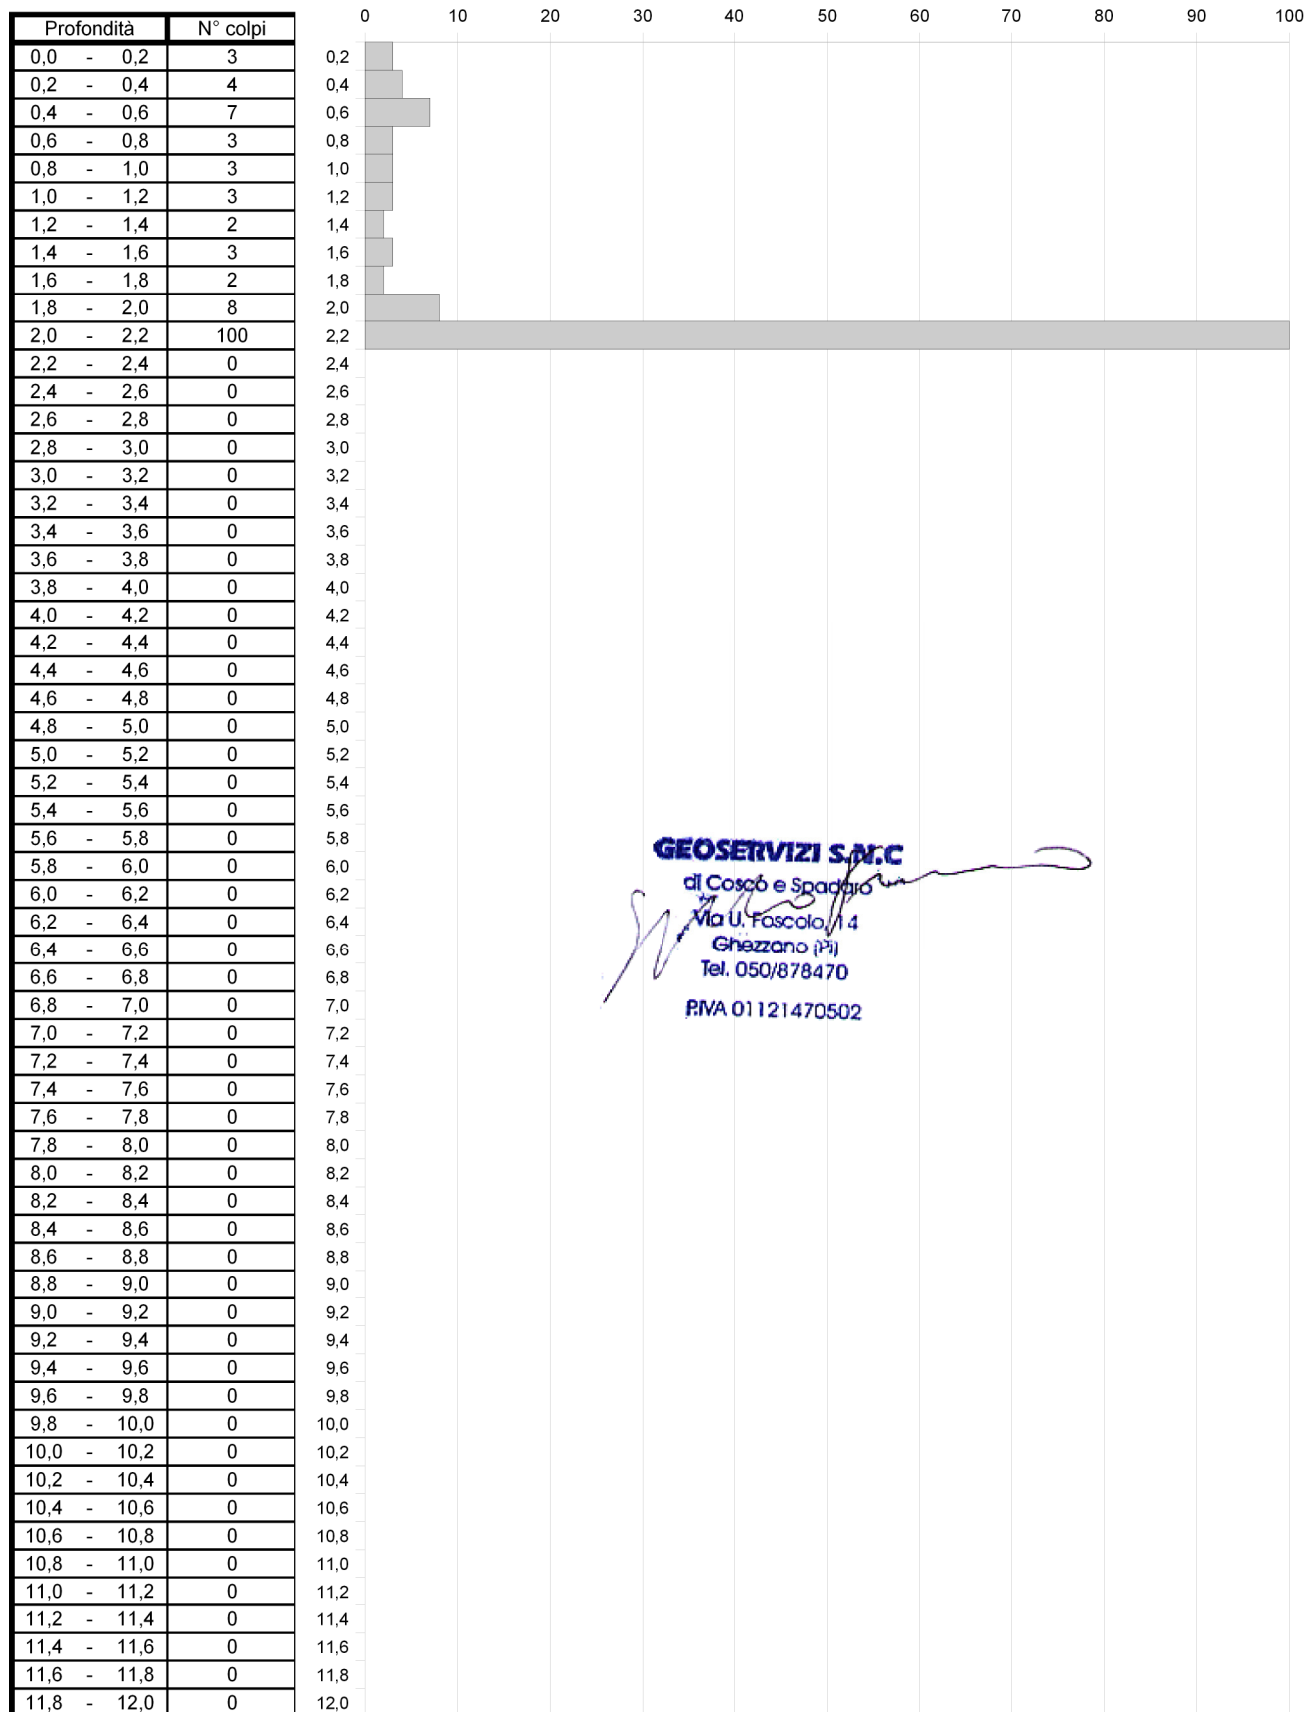 0 10 20 30 40 50 60 70 80 90 100
Profondità N° colpi
0,0 - 0,2 3 0,2
0,2 - 0,4 4 0,4
0,4 - 0,6 7 0,6
0,6 - 0,8 3 0,8
0,8 - 1,0 3 1,0
1,0 - 1,2 3 1,2
1,2 - 1,4 2 1,4
1,4 - 1,6 3 1,6
1,6 - 1,8 2 1,8
1,8 - 2,0 8 2,0
2,0 - 2,2 100 2,2
2,2 - 2,4 0 2,4
2,4 - 2,6 0 2,6
2,6 - 2,8 0 2,8
2,8 - 3,0 0 3,0
3,0 - 3,2 0 3,2
3,2 - 3,4 0 3,4
3,4 - 3,6 0 3,6
3,6 - 3,8 0 3,8
3,8 - 4,0 0 4,0
4,0 - 4,2 0 4,2
4,2 - 4,4 0 4,4
4,4 - 4,6 0 4,6
4,6 - 4,8 0 4,8
4,8 - 5,0 0 5,0
5,0 - 5,2 0 5,2
5,2 - 5,4 0 5,4
5,4 - 5,6 0 5,6
5,6 - 5,8 0 5,8
5,8 - 6,0 0 6,0
6,0 - 6,2 0 6,2
6,2 - 6,4 0 6,4
6,4 - 6,6 0 6,6
6,6 - 6,8 0 6,8
6,8 - 7,0 0 7,0
7,0 - 7,2 0 7,2
7,2 - 7,4 0 7,4
7,4 - 7,6 0 7,6
7,6 - 7,8 0 7,8
7,8 - 8,0 0 8,0
8,0 - 8,2 0 8,2
8,2 - 8,4 0 8,4
8,4 - 8,6 0 8,6
8,6 - 8,8 0 8,8
8,8 - 9,0 0 9,0
9,0 - 9,2 0 9,2
9,2 - 9,4 0 9,4
9,4 - 9,6 0 9,6
9,6 - 9,8 0 9,8
9,8 - 10,0 0 10,0
10,0 - 10,2 0 10,2
10,2 - 10,4 0 10,4
10,4 - 10,6 0 10,6
10,6 - 10,8 0 10,8
10,8 - 11,0 0 11,0
11,0 - 11,2 0 11,2
11,2 - 11,4 0 11,4
11,4 - 11,6 0 11,6
11,6 - 11,8 0 11,8
11,8 - 12,0 0 12,0
GEOSERVIZI S.N.C
di Cosco e Spadaro
Via U. Foscolo, 14
Ghezzano (Pi)
Tel. 050/878470
P.IVA 01121470502